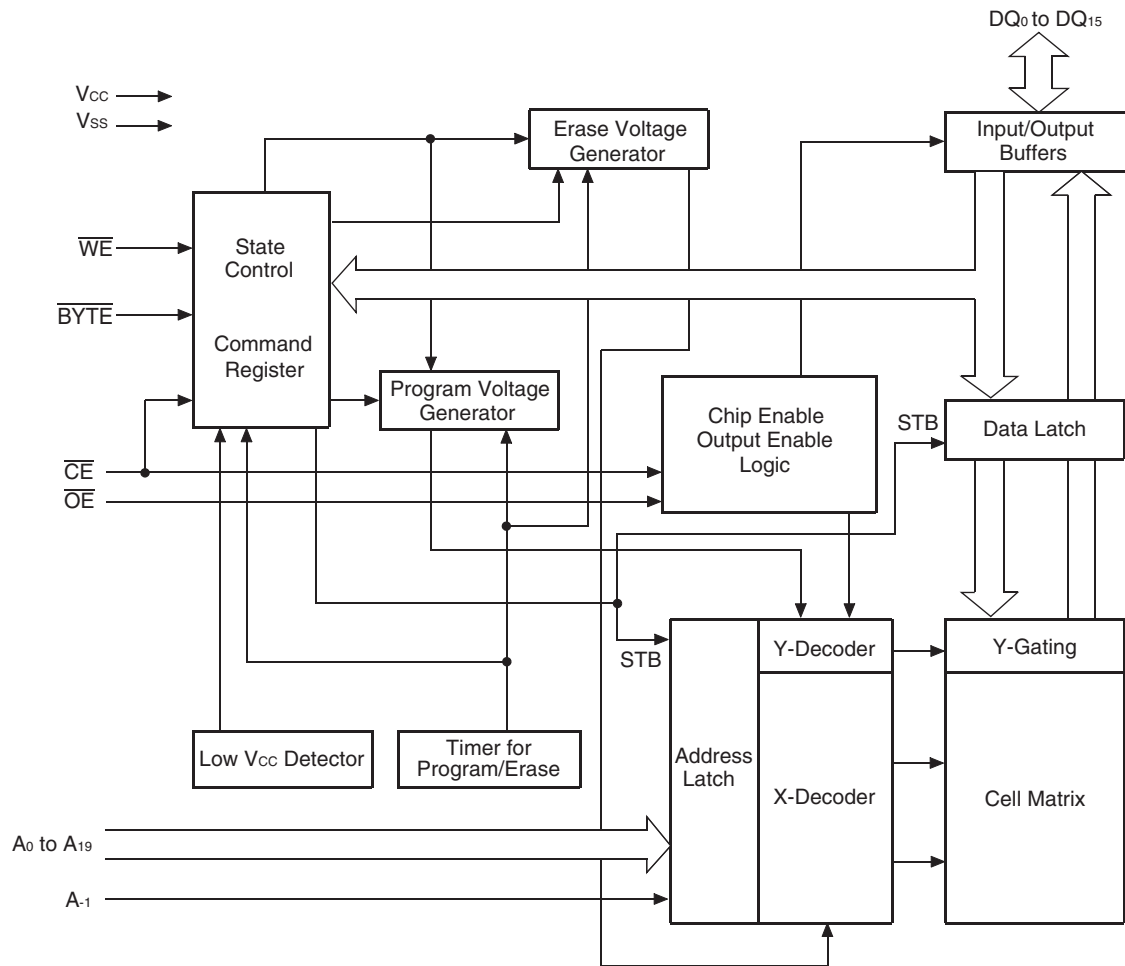 DQ0 to DQ15
VCC
VSS
Erase Voltage
Generator
Input/Output
Buffers
WE
State
Control
BYTE
Command
Register
Program Voltage
Generator
Chip Enable
Output Enable
Logic
STB
Data Latch
CE
OE
STB
Y-Decoder
Y-Gating
Low VCC Detector
Timer for
Program/Erase
Address
Latch
X-Decoder
Cell Matrix
A0 to A19
A-1